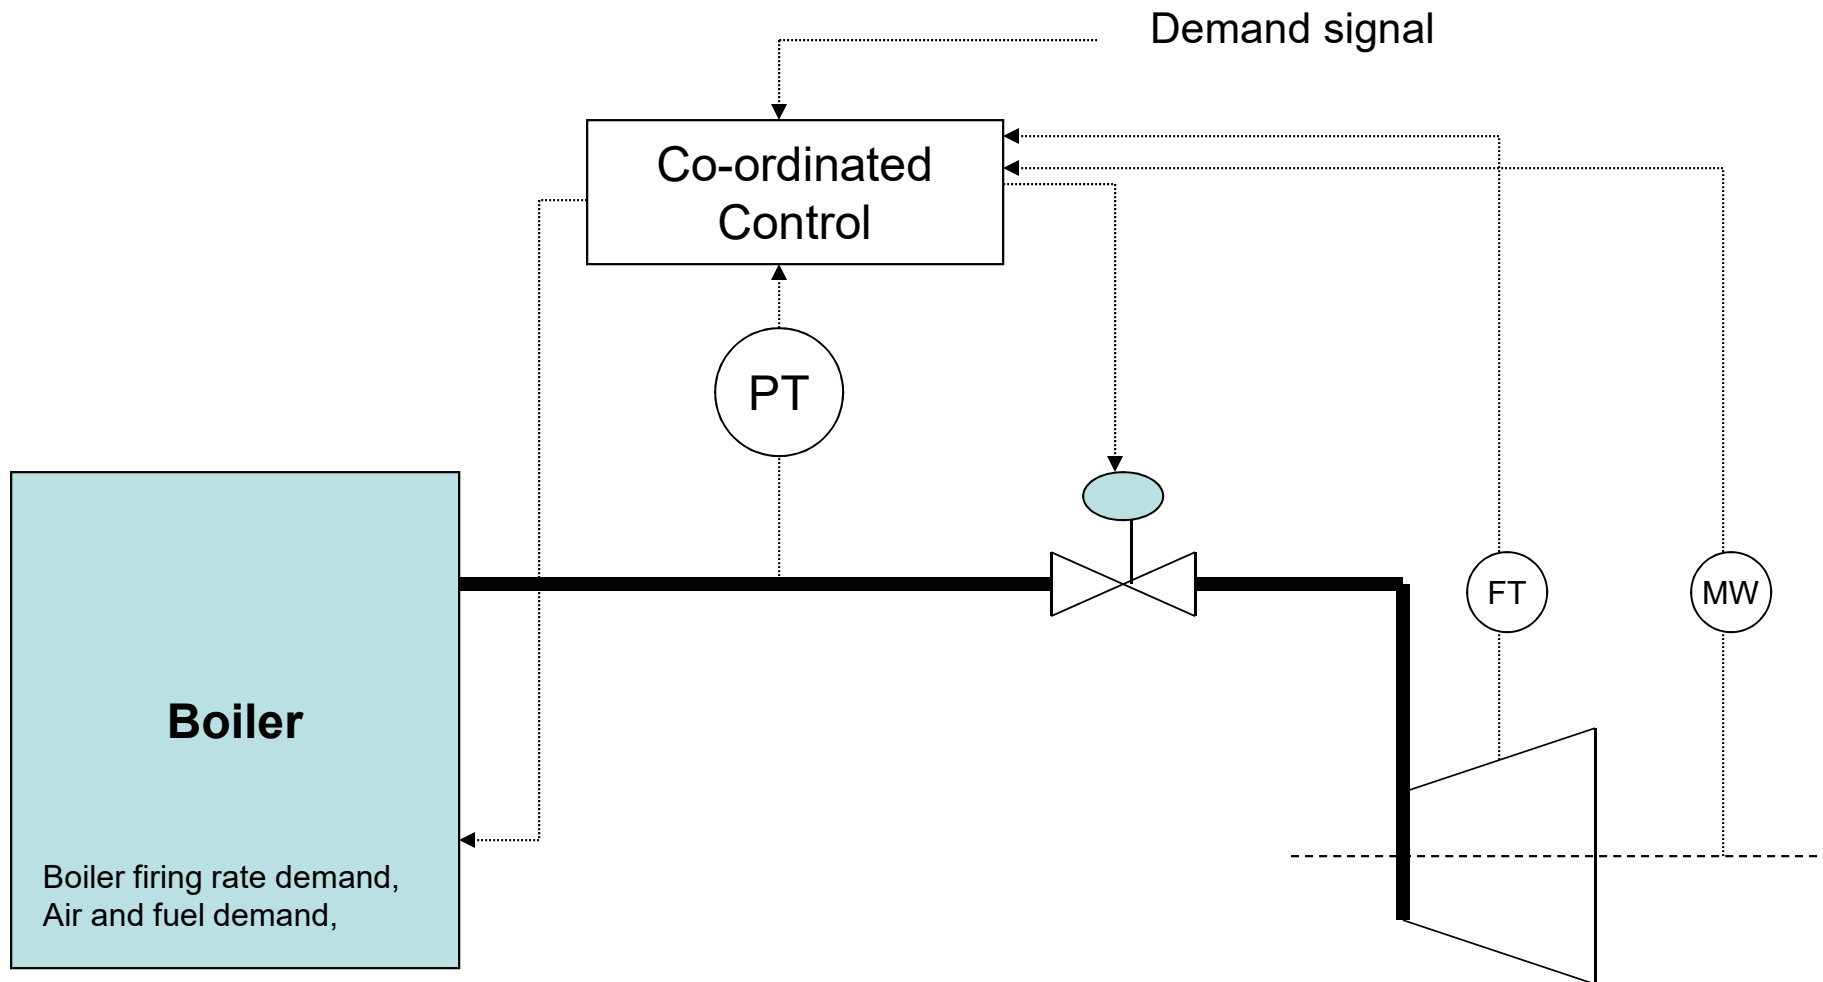 Demand signal
Co-ordinated
Control
PT
FT
MW
Boiler
Boiler firing rate demand,
Air and fuel demand,